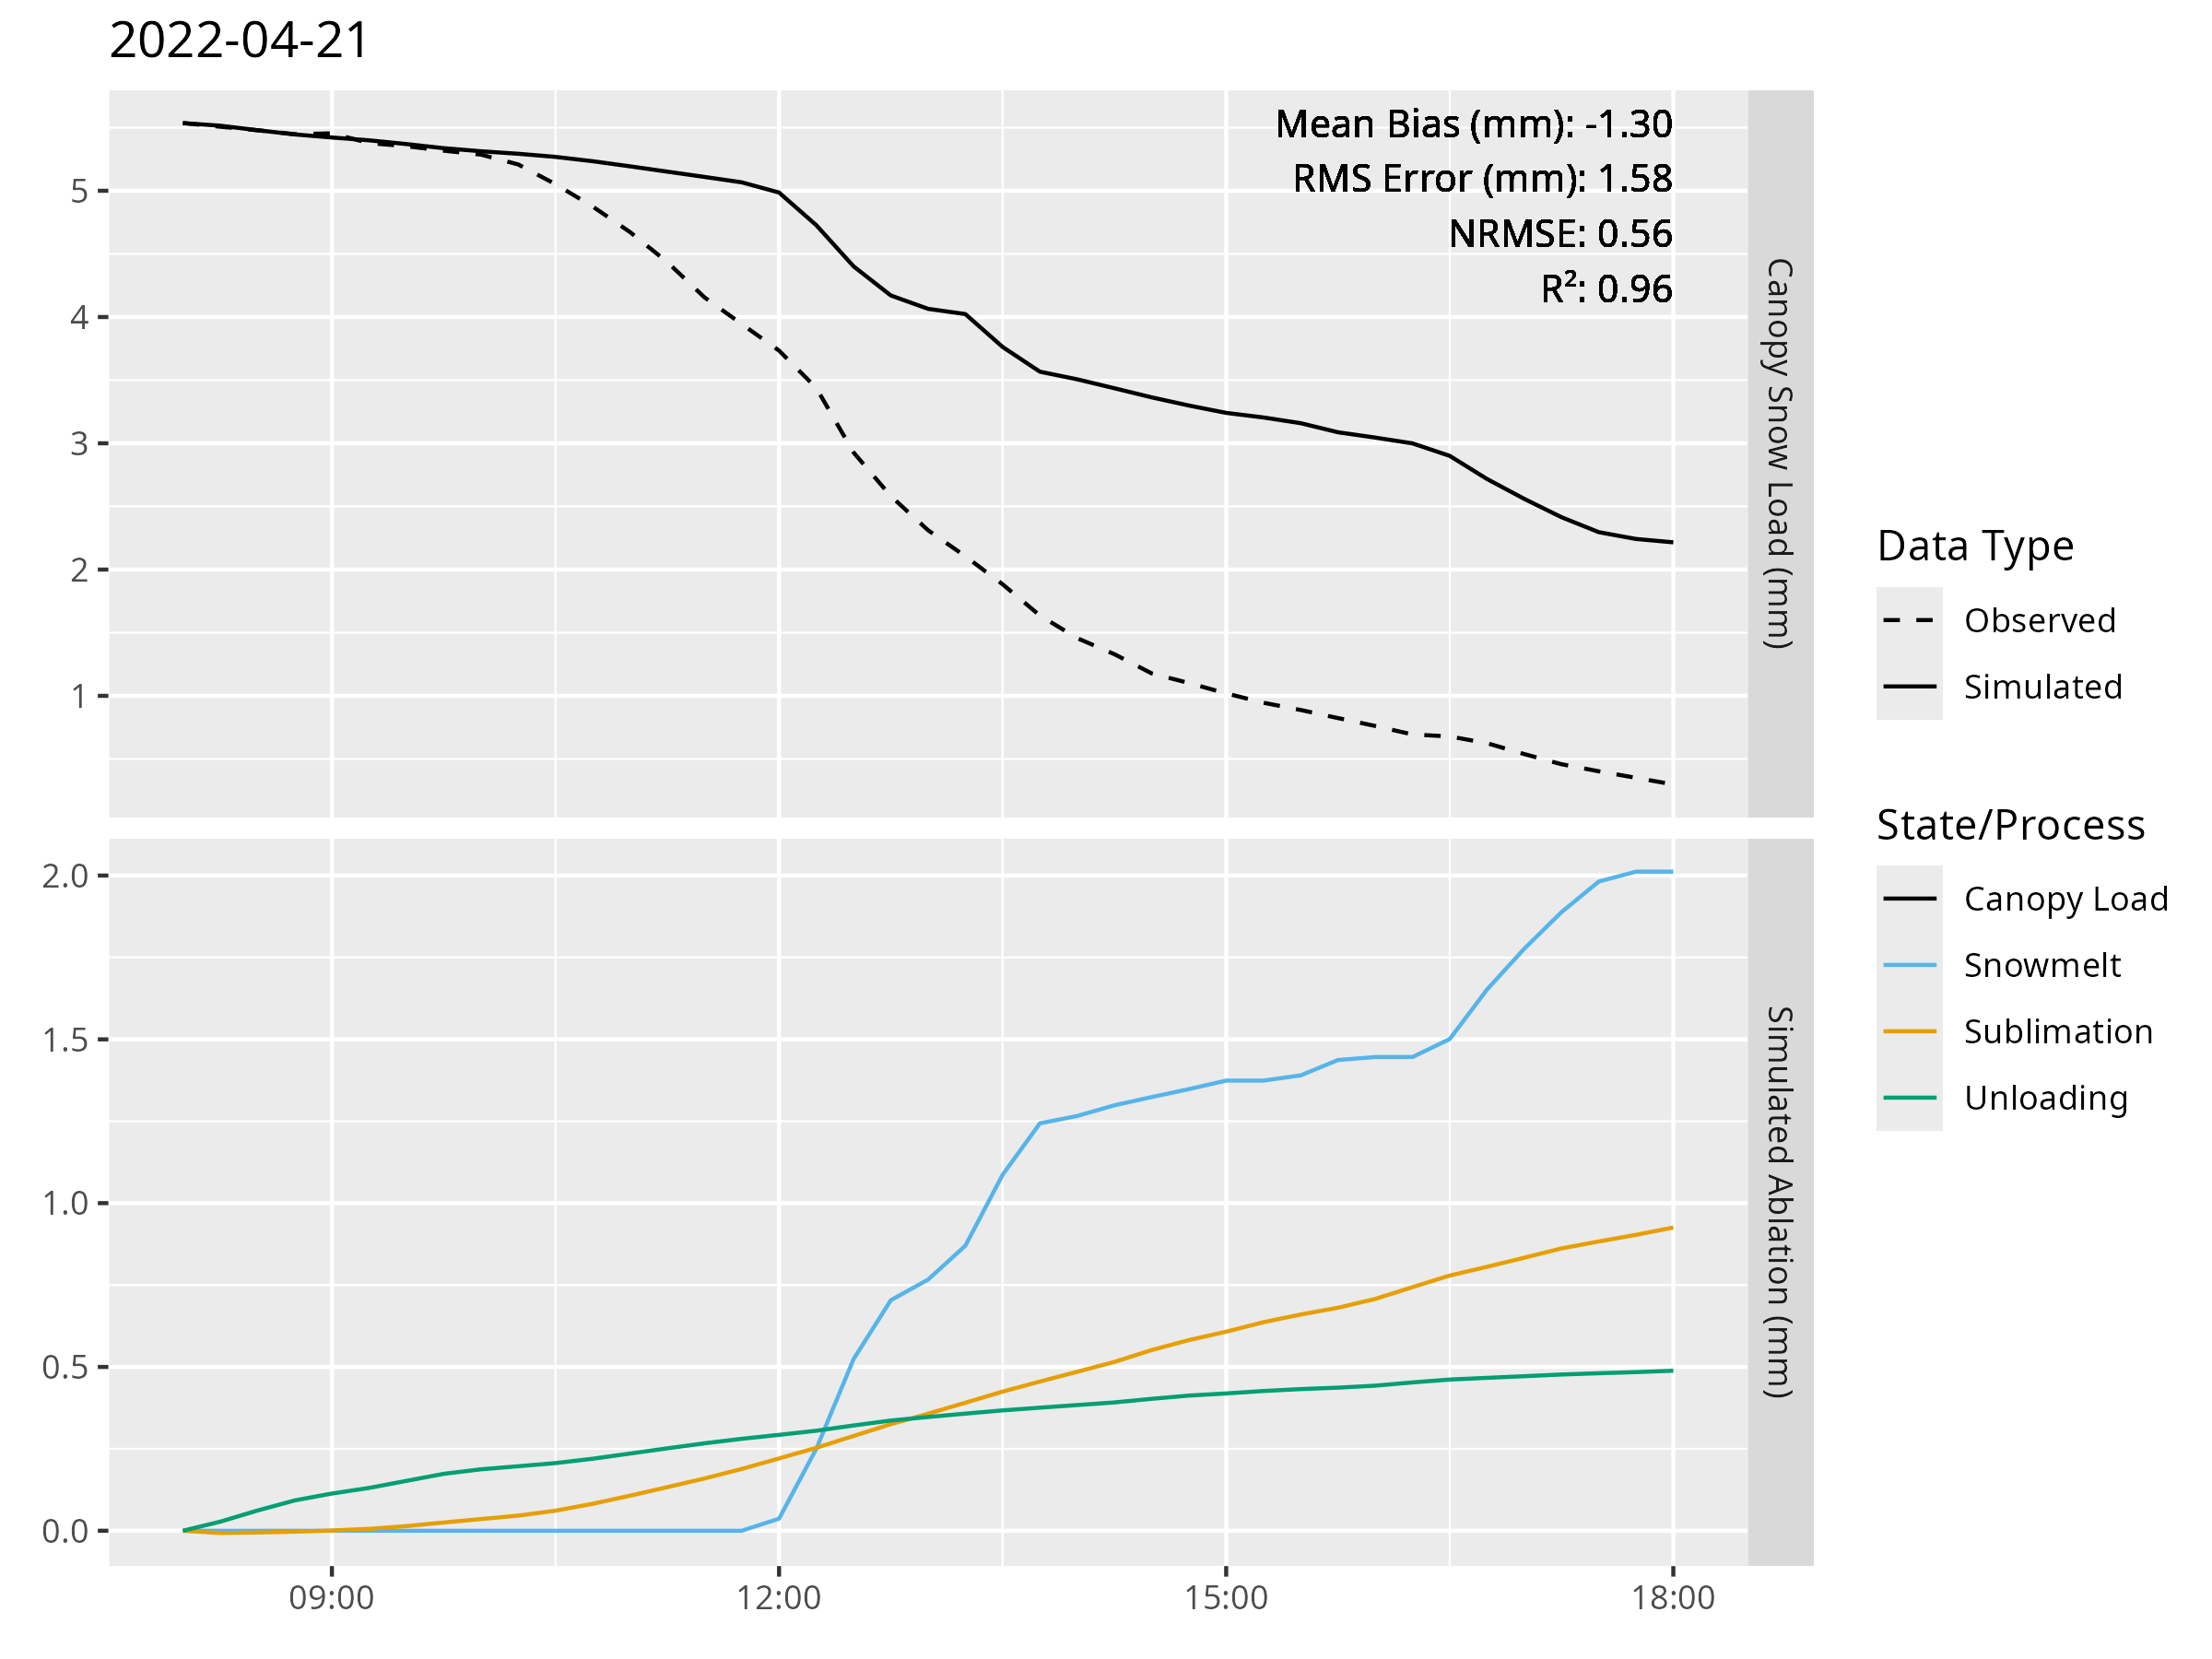 2022-04-21
Mean Bias (mm): -1.30
RMS Error (mm): 1.58
NRMSE: 0.56
R²: 0.96
5
4
3
2
1
Canopy Snow Load (mm)
2.0
1.5
1.0
0.5
0.0
Simulated Ablation (mm)
09:00
12:00
15:00
18:00
Data Type
Observed
Simulated
State/Process
Canopy Load
Snowmelt
Sublimation
Unloading